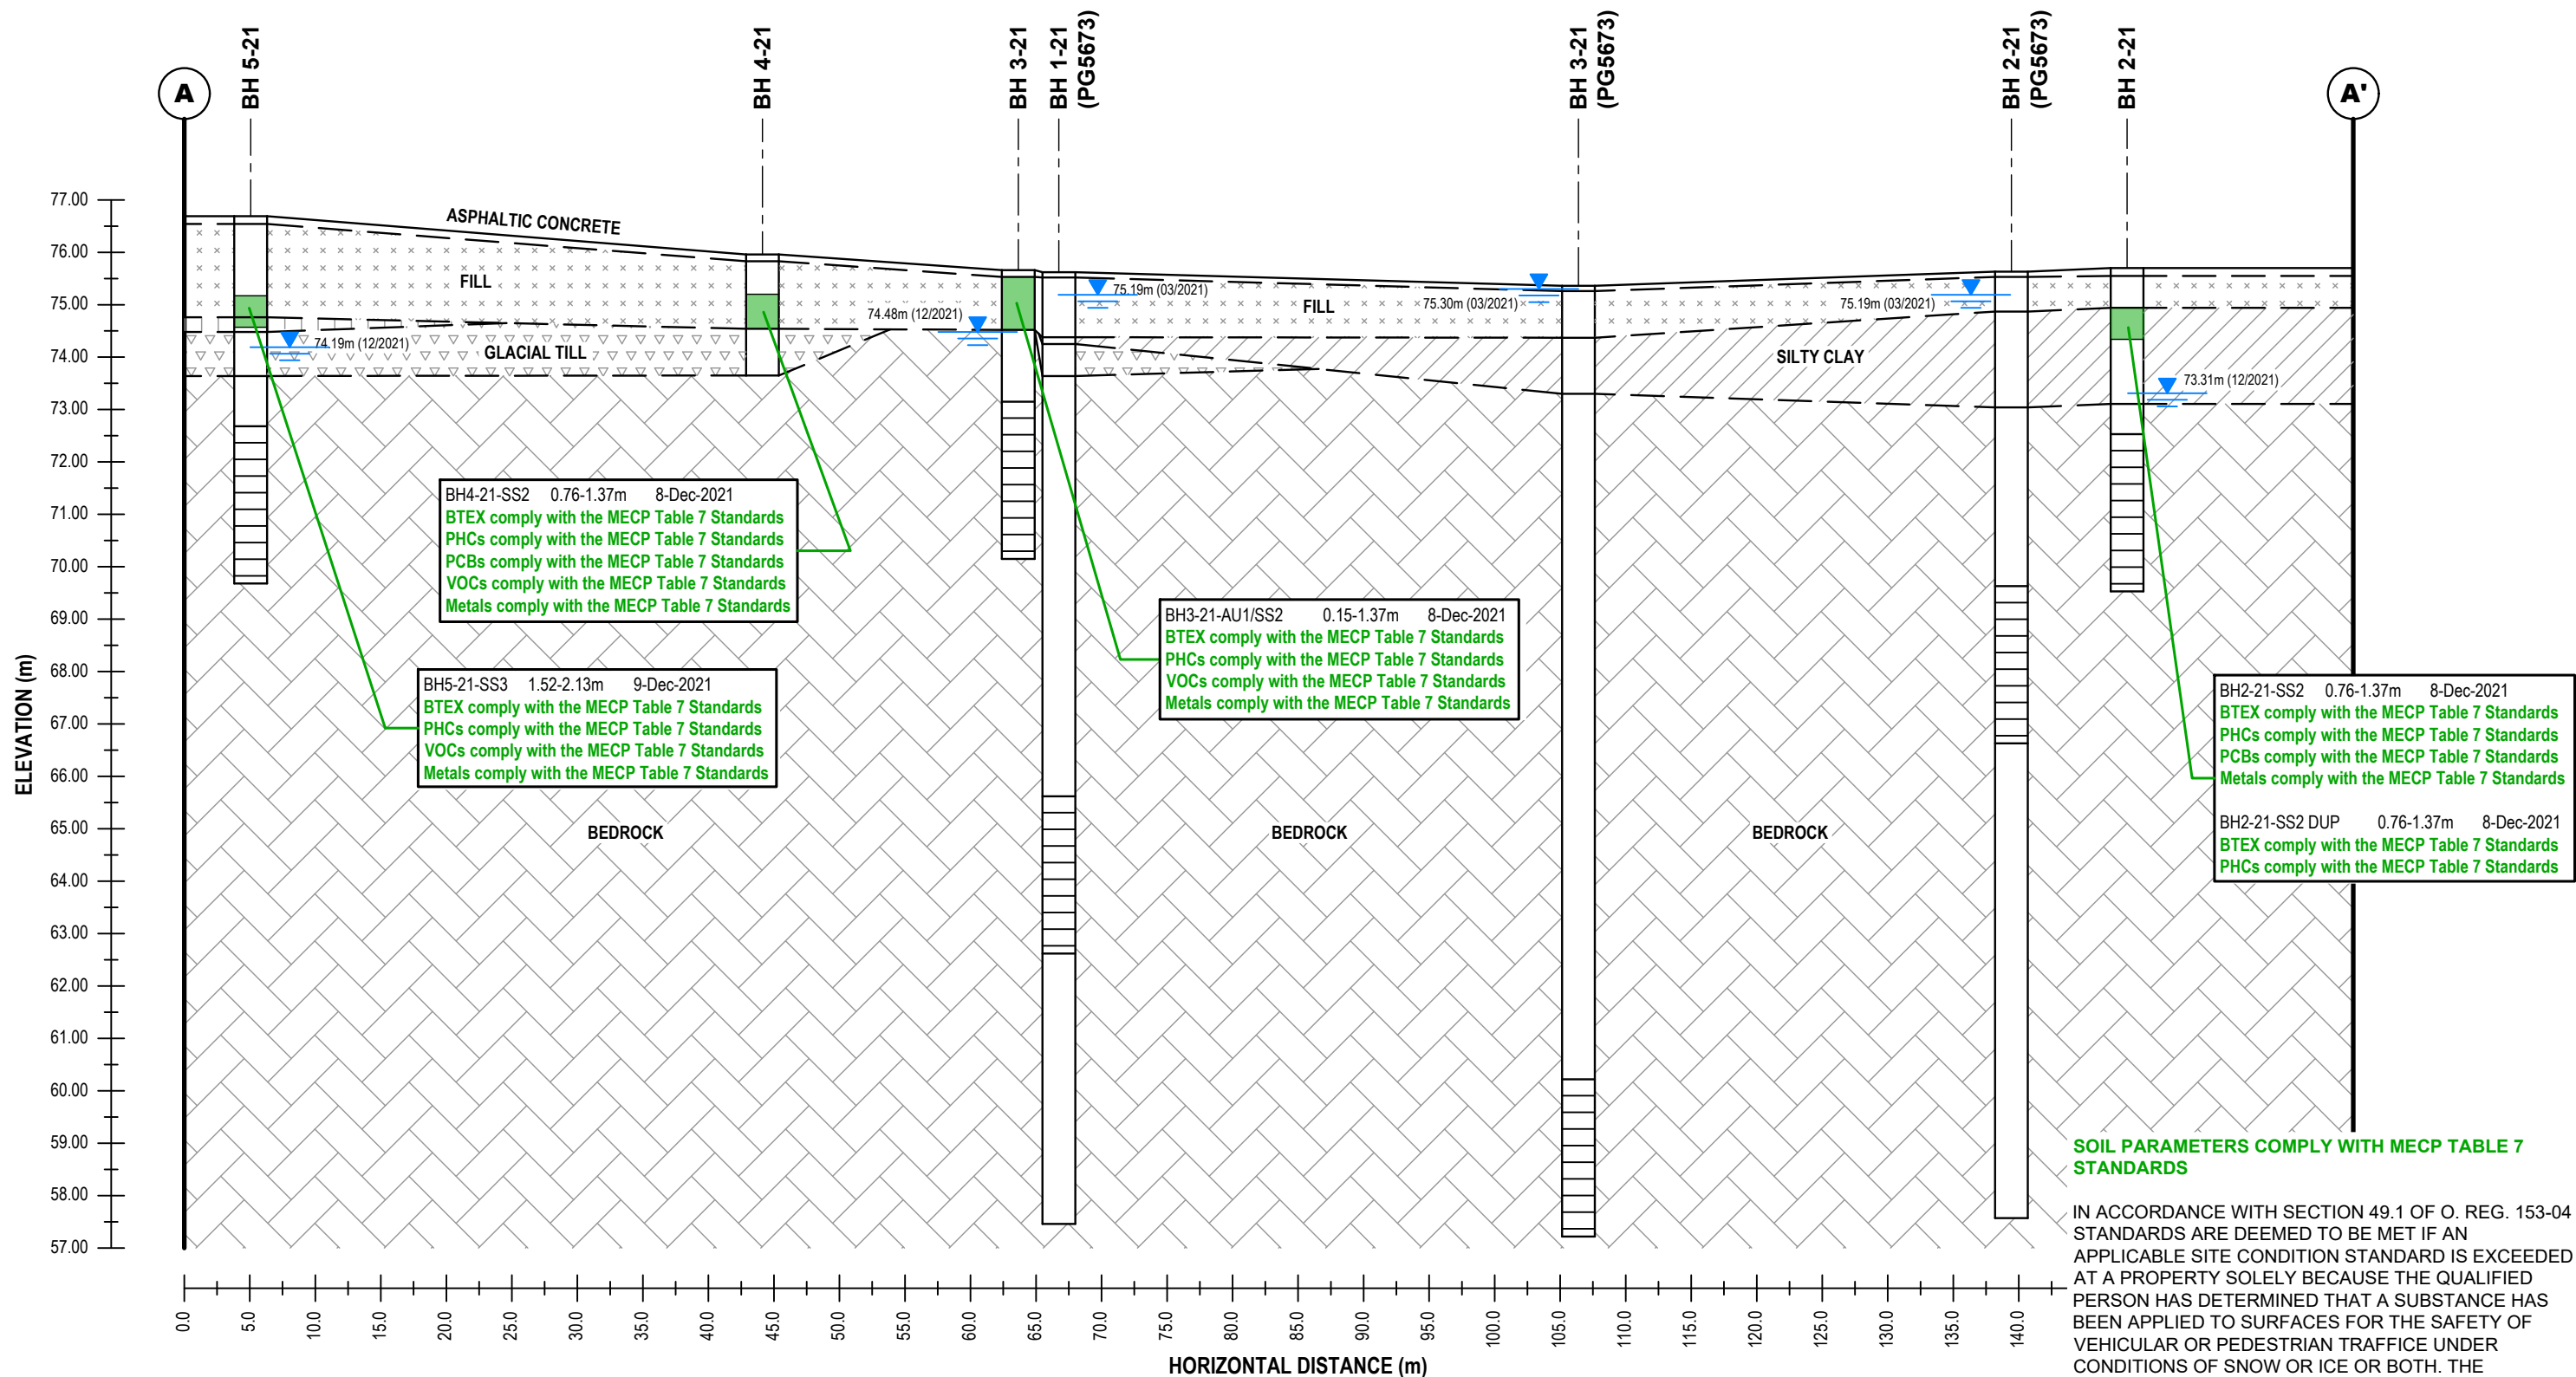 A
BH 5-21
BH 4-21
BH 3-21
BH 1-21
(PG5673)
BH 3-21
(PG5673)
BH 2-21
(PG5673)
BH 2-21
A'
ELEVATION (m)
77.00
76.00
75.00
74.00
73.00
72.00
71.00
70.00
69.00
68.00
67.00
66.00
65.00
64.00
63.00
62.00
61.00
60.00
59.00
58.00
57.00
ASPHALTIC CONCRETE
FILL
GLACIAL TILL
74.19m (12/2021)
74.48m (12/2021)
75.19m (03/2021)
FILL
75.30m (03/2021)
75.19m (03/2021)
SILTY CLAY
73.31m (12/2021)
BH4-21-SS2 0.76-1.37m 8-Dec-2021
BTEX comply with the MECP Table 7 Standards
PHCs comply with the MECP Table 7 Standards
PCBs comply with the MECP Table 7 Standards
VOCs comply with the MECP Table 7 Standards
Metals comply with the MECP Table 7 Standards
BH5-21-SS3 1.52-2.13m 9-Dec-2021
BTEX comply with the MECP Table 7 Standards
PHCs comply with the MECP Table 7 Standards
VOCs comply with the MECP Table 7 Standards
Metals comply with the MECP Table 7 Standards
BH3-21-AU1/SS2 0.15-1.37m 8-Dec-2021
BTEX comply with the MECP Table 7 Standards
PHCs comply with the MECP Table 7 Standards
VOCs comply with the MECP Table 7 Standards
Metals comply with the MECP Table 7 Standards
BH2-21-SS2 0.76-1.37m 8-Dec-2021
BTEX comply with the MECP Table 7 Standards
PHCs comply with the MECP Table 7 Standards
PCBs comply with the MECP Table 7 Standards
Metals comply with the MECP Table 7 Standards
BH2-21-SS2 DUP 0.76-1.37m 8-Dec-2021
BTEX comply with the MECP Table 7 Standards
PHCs comply with the MECP Table 7 Standards
BEDROCK
BEDROCK
BEDROCK
SOIL PARAMETERS COMPLY WITH MECP TABLE 7
STANDARDS
IN ACCORDANCE WITH SECTION 49.1 OF O. REG. 153-04
STANDARDS ARE DEEMED TO BE MET IF AN
APPLICABLE SITE CONDITION STANDARD IS EXCEEDED
AT A PROPERTY SOLELY BECAUSE THE QUALIFIED
PERSON HAS DETERMINED THAT A SUBSTANCE HAS
BEEN APPLIED TO SURFACES FOR THE SAFETY OF
VEHICULAR OR PEDESTRIAN TRAFFICE UNDER
CONDITIONS OF SNOW OR ICE OR BOTH. THE
0.0
5.0
10.0
15.0
20.0
25.0
30.0
35.0
40.0
45.0
50.0
55.0
60.0
65.0
70.0
75.0
80.0
85.0
90.0
95.0
100.0
105.0
110.0
115.0
120.0
125.0
130.0
135.0
140.0
HORIZONTAL DISTANCE (m)